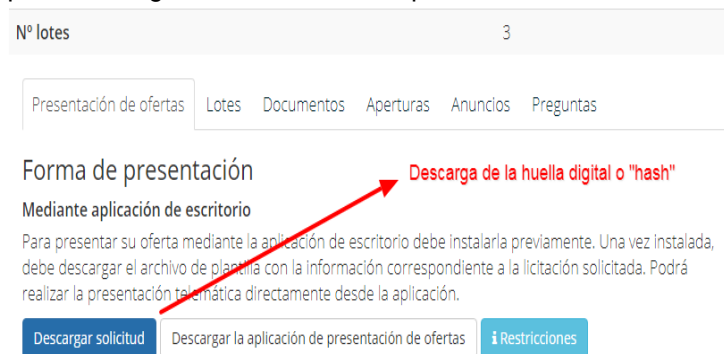 Nº lotes 3
Presentación de ofertas Lotes Documentos Aperturas Anuncios Preguntas
Forma de presentación
Descarga de la huella digital o "hash"
Mediante aplicación de escritorio
Para presentar su oferta mediante la aplicación de escritorio debe instalarla previamente. Una vez instalada,
debe descargar el archivo de plantilla con la información correspondiente a la licitación solicitada. Podrá
realizar la presentación telemática directamente desde la aplicación.
Descargar solicitud Descargar la aplicación de presentación de ofertas i Restricciones